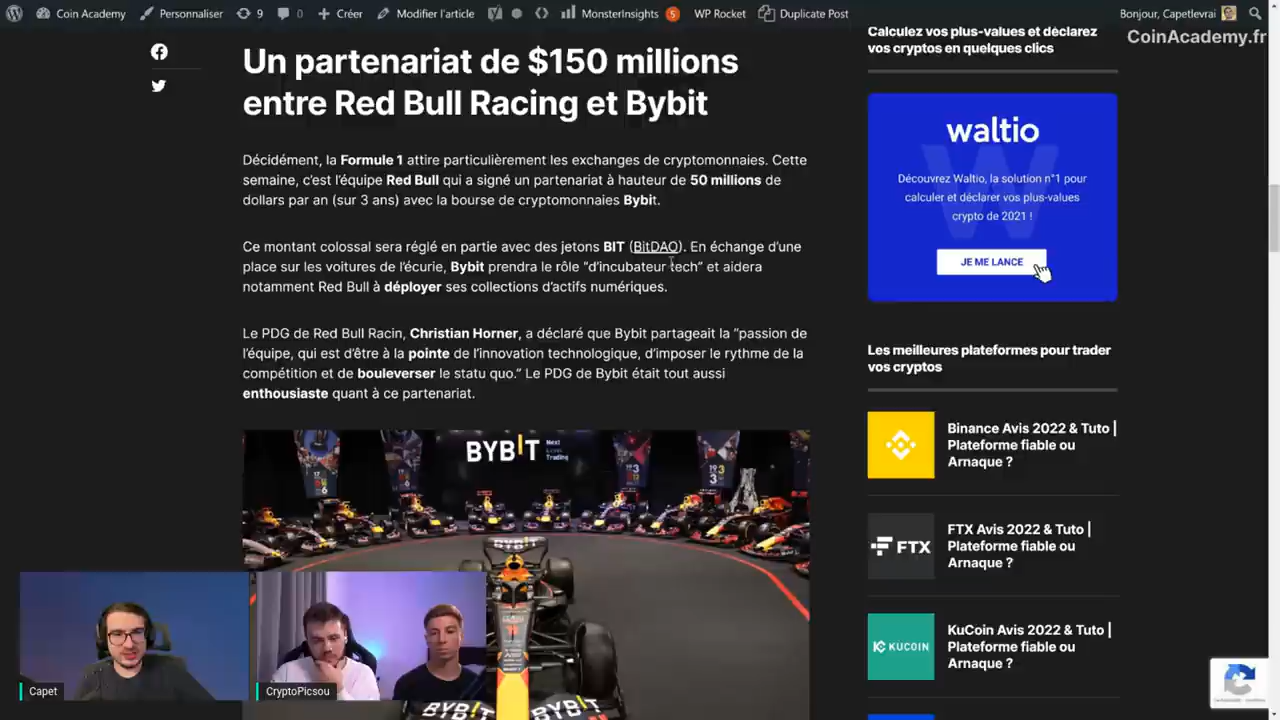 Coin Academy
Personnaliser
9
0
Créer
Modifier l'article
MonsterInsights
5
WP Rocket
Duplicate Post
Bonjour, Capetlevrai
CoinAcademy.fr
Un partenariat de $150 millions
entre Red Bull Racing et Bybit
Décidément, la Formule 1 attire particulièrement les exchanges de cryptomonnaies. Cette
semaine, c'est l'équipe Red Bull qui a signé un partenariat à hauteur de 50 millions de
dollars par an (sur 3 ans) avec la bourse de cryptomonnaies Bybit.
Ce montant colossal sera réglé en partie avec des jetons BIT (BitDAO). En échange d'une
place sur les voitures de l'écurie, Bybit prendra le rôle “d'incubateur tech” et aidera
notamment Red Bull à déployer ses collections d'actifs numériques.
Le PDG de Red Bull Racin, Christian Horner, a déclaré que Bybit partageait la “passion de
l'équipe, qui est d'être à la pointe de l'innovation technologique, d'imposer le rythme de la
compétition et de bouleverser le statu quo.” Le PDG de Bybit était tout aussi
enthousiaste quant à ce partenariat.
BYBIT
Next
Level
Trading
BYBIT
BYBIT
BYBIT
Capet
CryptoPicsou
Calculez vos plus-values et déclarez
vos cryptos en quelques clics
waltio
Découvrez Waltio, la solution n°1 pour
calculer et déclarer vos plus-values
crypto de 2021 !
JE ME LANCE
Les meilleures plateformes pour trader
vos cryptos
Binance Avis 2022 & Tuto |
Plateforme fiable ou
Arnaque ?
FTX
FTX Avis 2022 & Tuto |
Plateforme fiable ou
Arnaque ?
KUCOIN
KuCoin Avis 2022 & Tuto |
Plateforme fiable ou
Arnaque ?